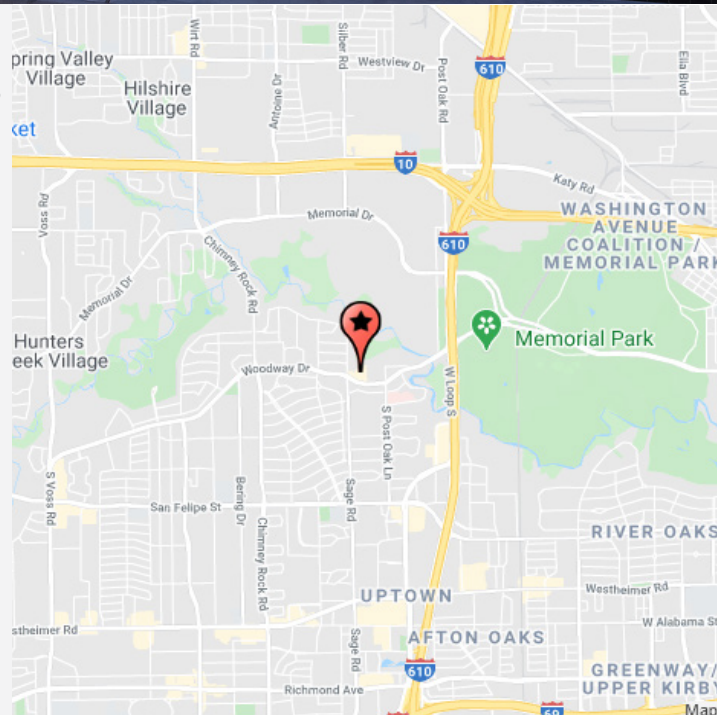 Wirt Rd
Silber Rd
Westview Dr
Post Oak Rd
610
Ella Blvd
pring Valley
Village
Hilshire
Village
Antoine Dr
ket
10
Katy Rd
Voss Rd
Memorial Dr
WASHINGTON
AVENUE
COALITION /
MEMORIAL PARK
610
Chimney Rock Rd
Memorial Dr
Hunters
eek Village
Memorial Park
Woodway Dr
W Loop S
S Post Oak Ln
S Voss Rd
Bering Dr
Sage Rd
San Felipe St
Chimney Rock Rd
RIVER OAKS
UPTOWN
Westheimer Rd
stheimer Rd
Sage Rd
AFTON OAKS
W Alabama St
610
GREENWAY/
UPPER KIRBY
Richmond Ave
69
Map